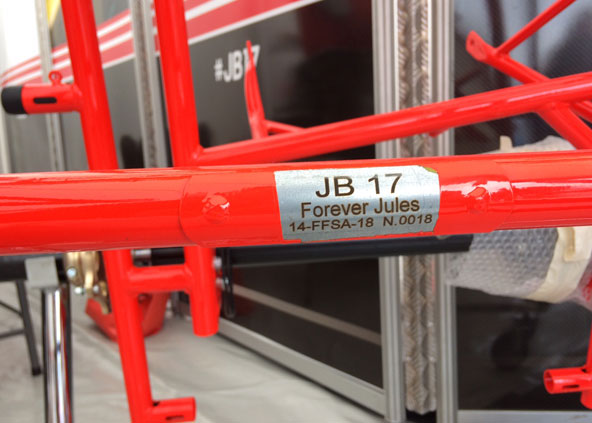 #JB17
JB 17
Forever Jules
14-FFSA-18 N.0018